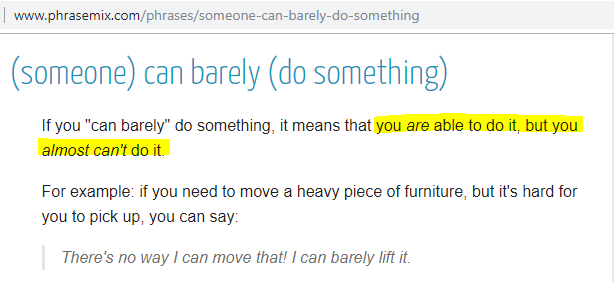 www.phrasemix.com/phrases/someone-can-barely-do-something
(someone) can barely (do something)
If you "can barely" do something, it means that you are able to do it, but you
almost can't do it.
For example: if you need to move a heavy piece of furniture, but it's hard for
you to pick up, you can say:
There's no way I can move that! I can barely lift it.